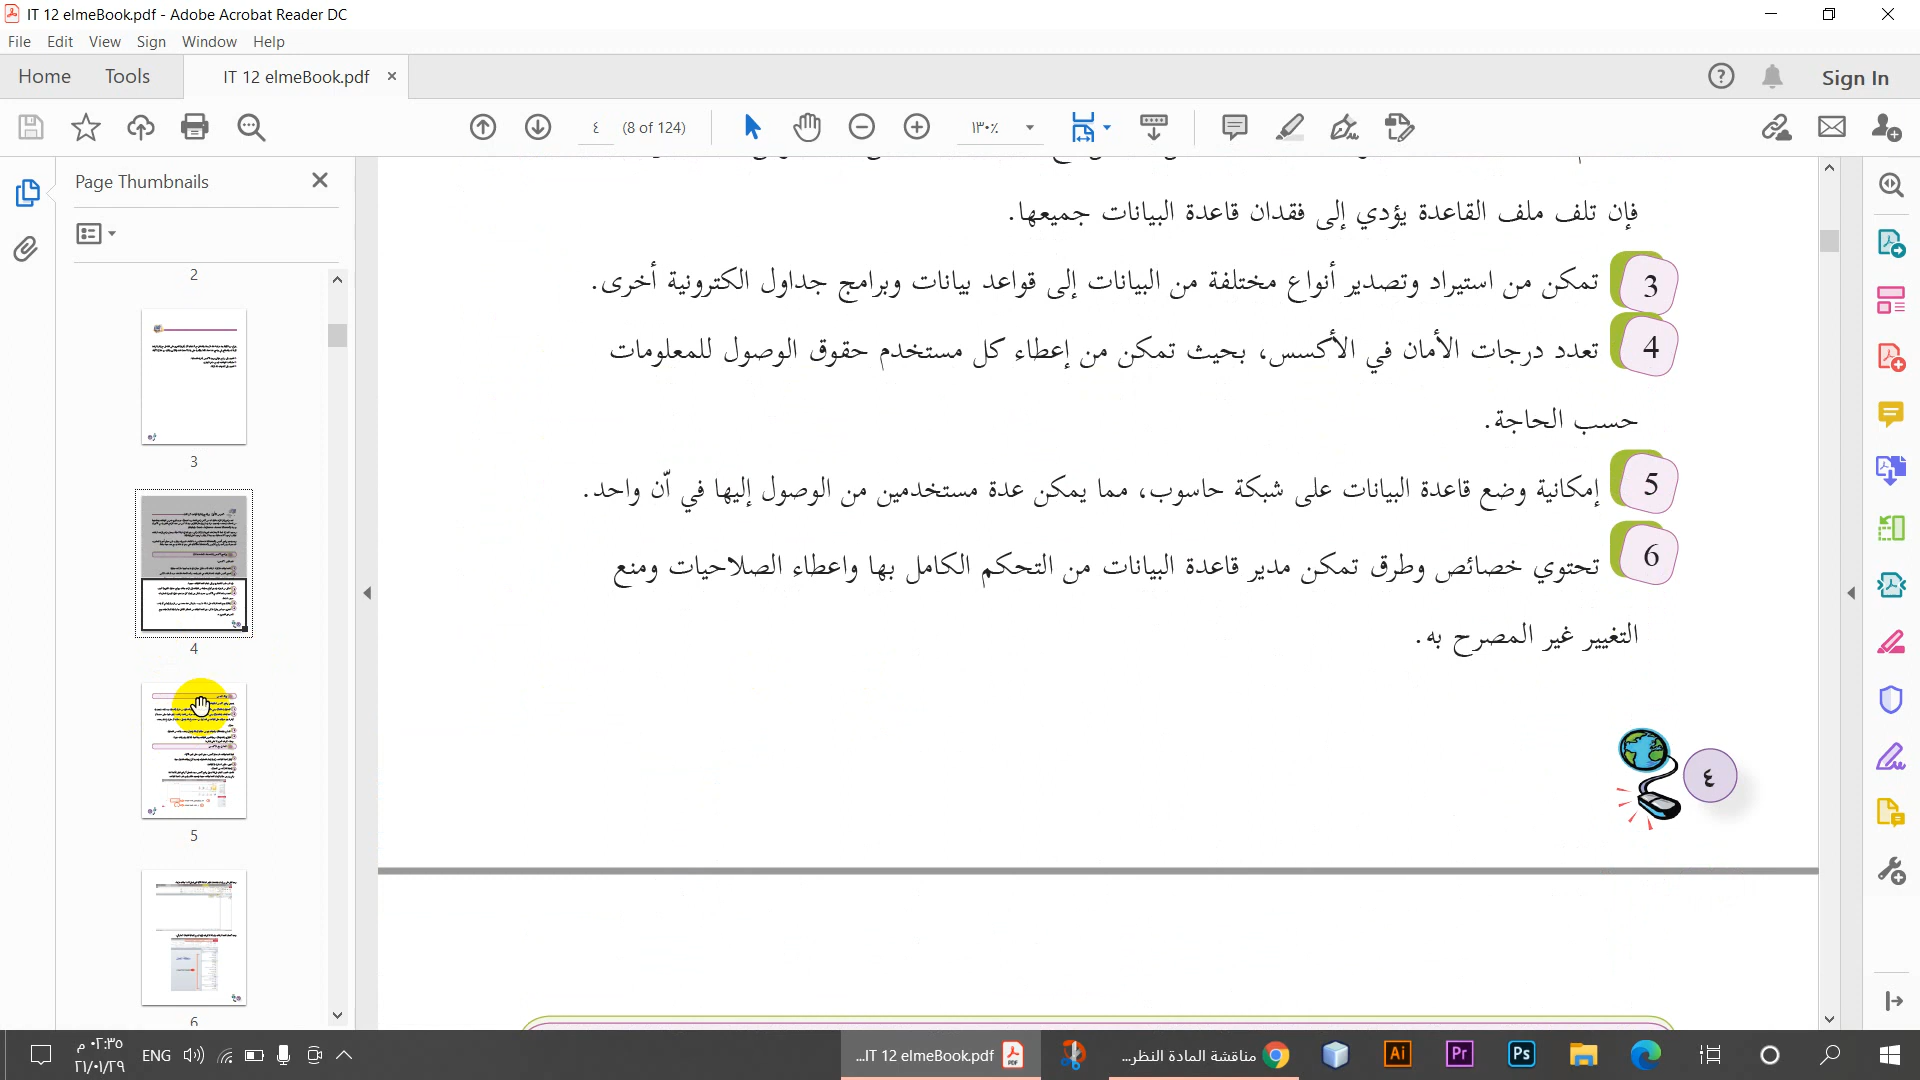 IT 12 elmeBook.pdf - Adobe Acrobat Reader DC
File Edit View Sign Window Help
Home Tools IT 12 elmeBook.pdf × Sign In
٤ (8 of 124) ١٣٠٪
Page Thumbnails
2
3
4
5
6
فإن تلف ملف القاعدة يؤدي إلى فقدان قاعدة البيانات جميعها.
3 تمكن من استيراد وتصدير أنواع مختلفة من البيانات إلى قواعد بيانات وبرامج جداول الكترونية أخرى.
4 تعدد درجات الأمان في الأكسس، بحيث تمكن من إعطاء كل مستخدم حقوق الوصول للمعلومات
حسب الحاجة.
5 إمكانية وضع قاعدة البيانات على شبكة حاسوب، مما يمكن عدة مستخدمين من الوصول إليها في آن واحد.
6 تحتوي خصائص وطرق تمكن مدير قاعدة البيانات من التحكم الكامل بها واعطاء الصلاحيات ومنع
التغيير غير المصرح به.
٤
٠٢:٣٥ م
٢١/٠١/٢٩
ENG
IT 12 elmeBook.pdf...
مناقشة المادة النظر...
Ai Pr Ps